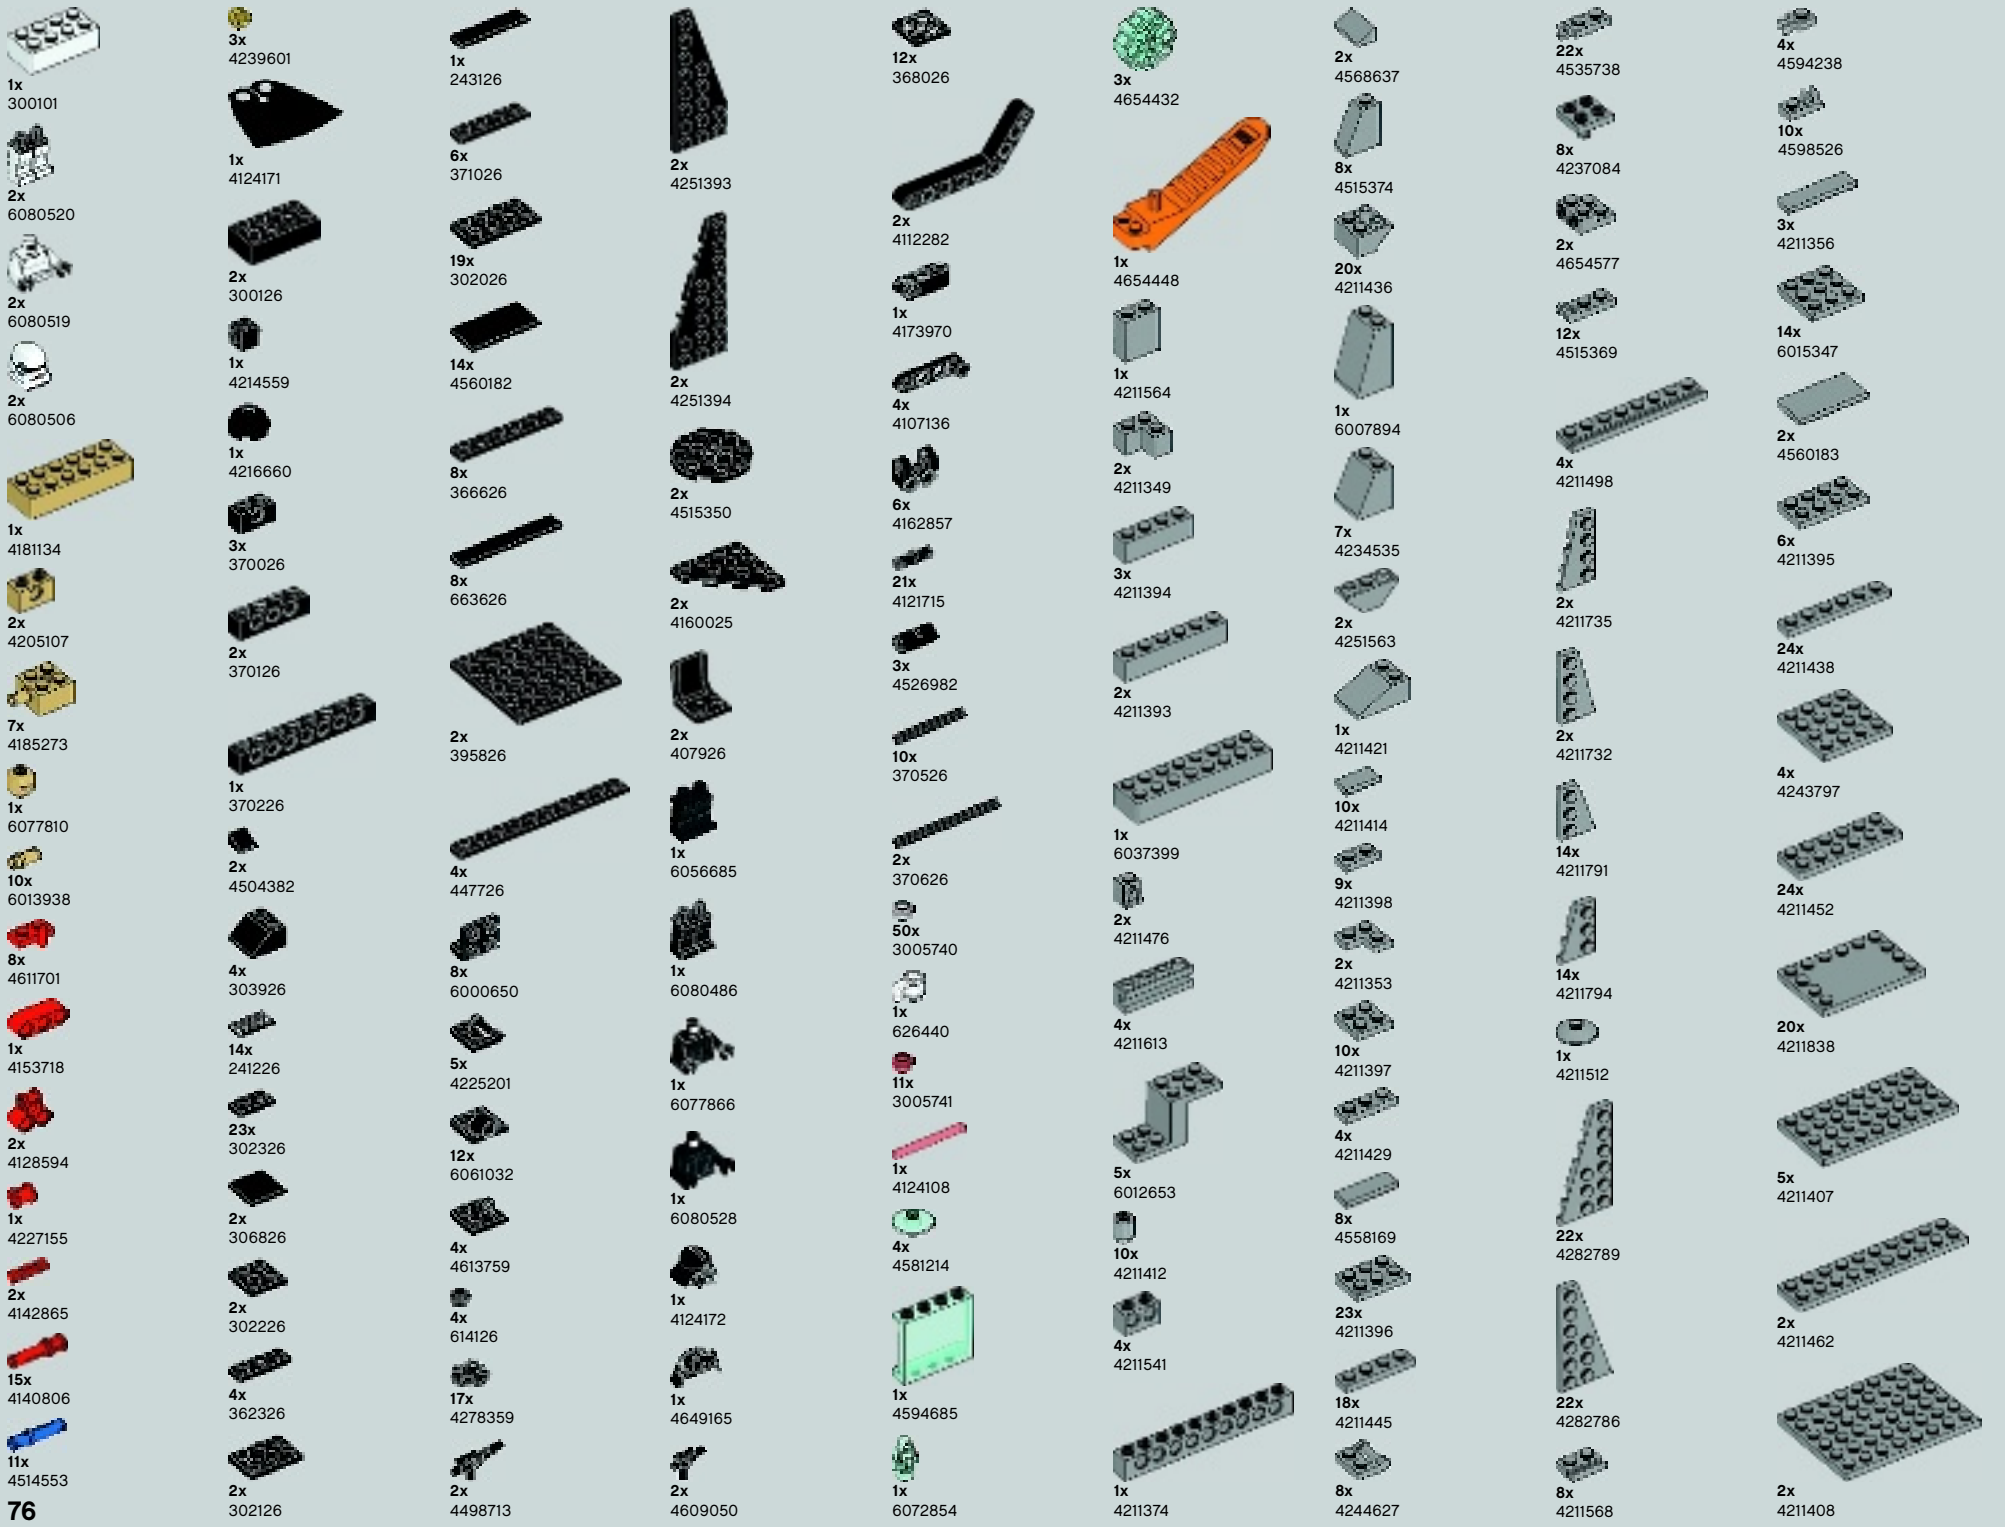 1x
300101
2x
6080520
2x
6080519
2x
6080506
1x
4181134
2x
4205107
7x
4185273
1x
6077810
10x
6013938
8x
4611701
1x
4153718
2x
4128594
1x
4227155
2x
4142865
15x
4140806
11x
4514553
76
3x
4239601
1x
4124171
2x
300126
1x
4214559
1x
4216660
3x
370026
2x
370126
1x
370226
2x
4504382
4x
303926
14x
241226
23x
302326
2x
306826
2x
302226
4x
362326
2x
302126
1x
243126
6x
371026
19x
302026
14x
4560182
8x
366626
8x
663626
2x
395826
4x
447726
8x
6000650
5x
4225201
12x
6061032
4x
4613759
4x
614126
17x
4278359
2x
4498713
2x
4251393
2x
4251394
2x
4515350
2x
4160025
2x
407926
1x
6056685
1x
6080486
1x
6077866
1x
6080528
1x
4124172
1x
4649165
2x
4609050
12x
368026
2x
4112282
1x
4173970
4x
4107136
6x
4162857
21x
4121715
3x
4526982
10x
370526
2x
370626
50x
3005740
1x
626440
11x
3005741
1x
4124108
4x
4581214
1x
4594685
1x
6072854
3x
4654432
1x
4654448
1x
4211564
2x
4211349
3x
4211394
2x
4211393
1x
6037399
2x
4211476
4x
4211613
5x
6012653
10x
4211412
4x
4211541
1x
4211374
2x
4568637
8x
4515374
20x
4211436
1x
6007894
7x
4234535
2x
4251563
1x
4211421
10x
4211414
9x
4211398
2x
4211353
10x
4211397
4x
4211429
8x
4558169
23x
4211396
18x
4211445
8x
4244627
22x
4535738
8x
4237084
2x
4654577
12x
4515369
4x
4211498
2x
4211735
2x
4211732
14x
4211791
14x
4211794
1x
4211512
22x
4282789
22x
4282786
8x
4211568
4x
4594238
10x
4598526
3x
4211356
14x
6015347
2x
4560183
6x
4211395
24x
4211438
4x
4243797
24x
4211452
20x
4211838
5x
4211407
2x
4211462
2x
4211408